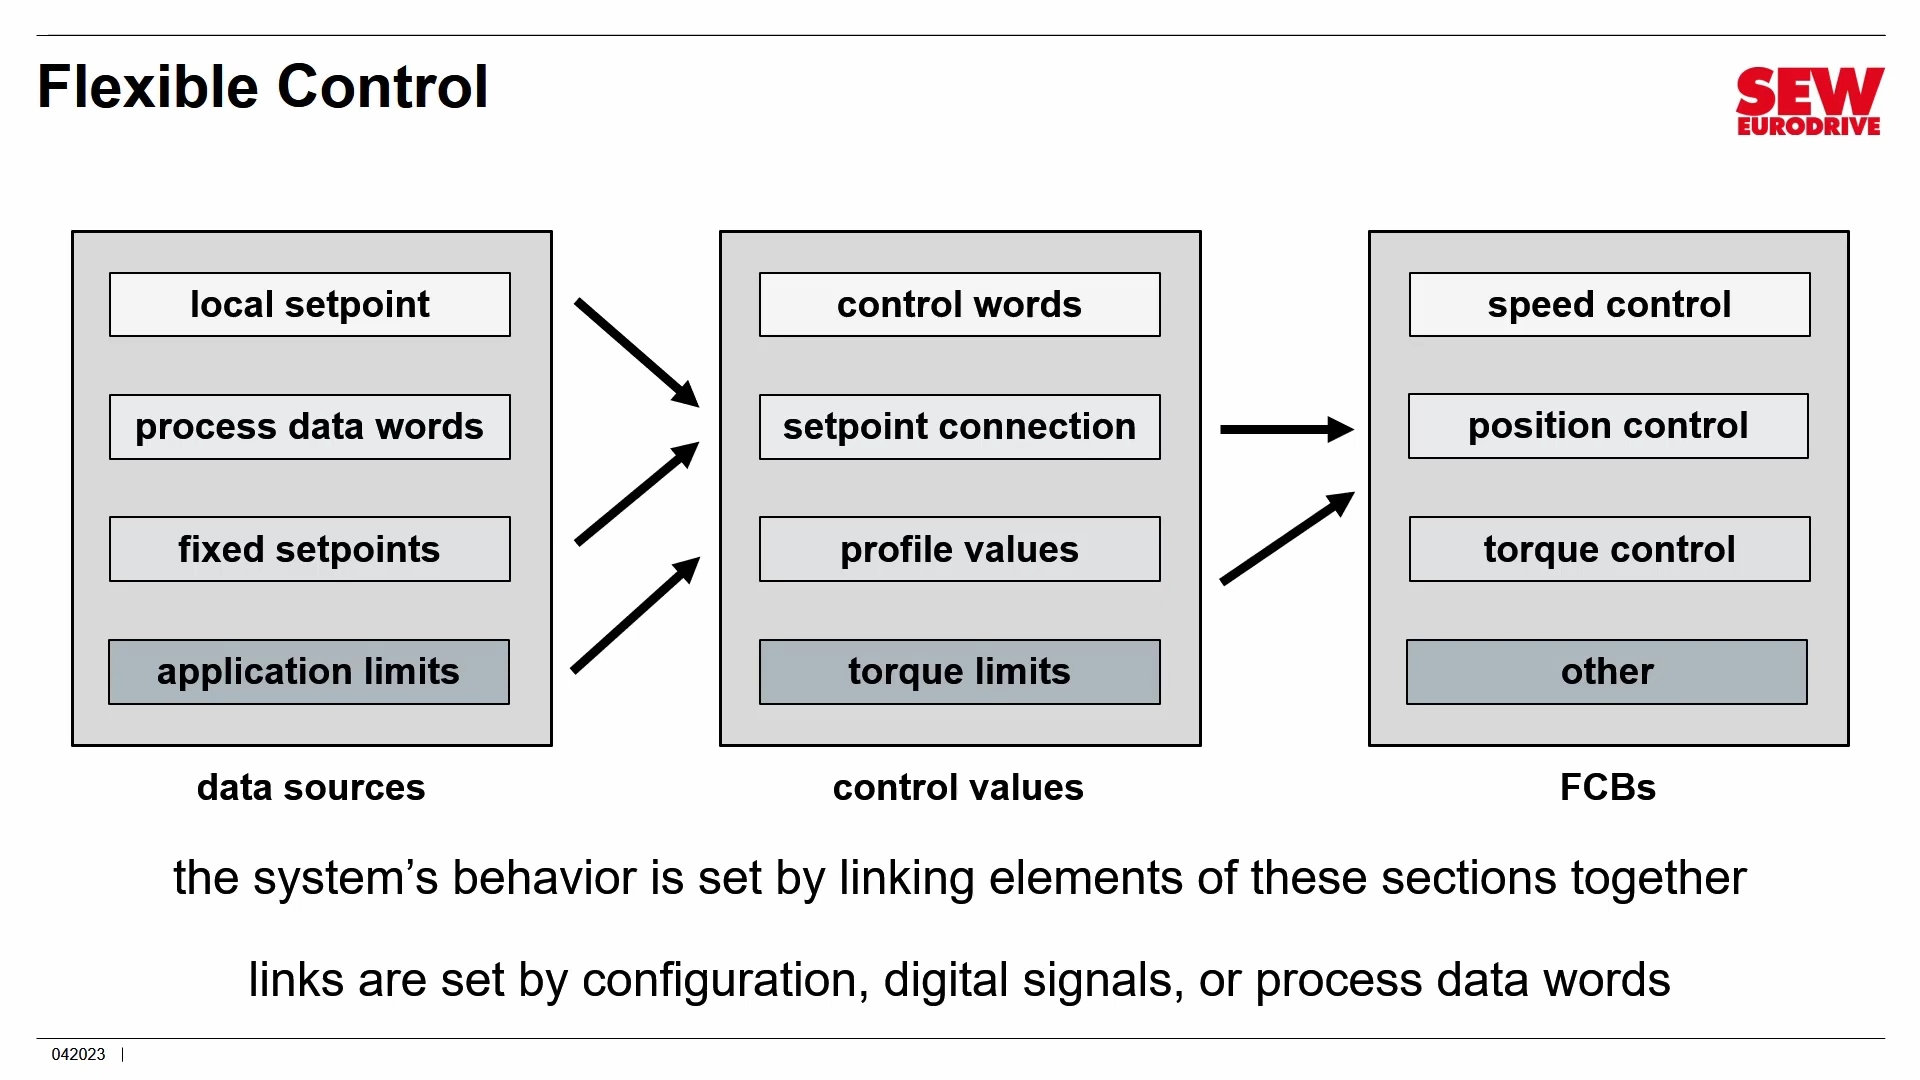 Flexible Control
SEW
EURODRIVE
local setpoint
process data words
fixed setpoints
application limits
data sources
control words
setpoint connection
profile values
torque limits
control values
speed control
position control
torque control
other
FCBs
the system’s behavior is set by linking elements of these sections together
links are set by configuration, digital signals, or process data words
042023 |